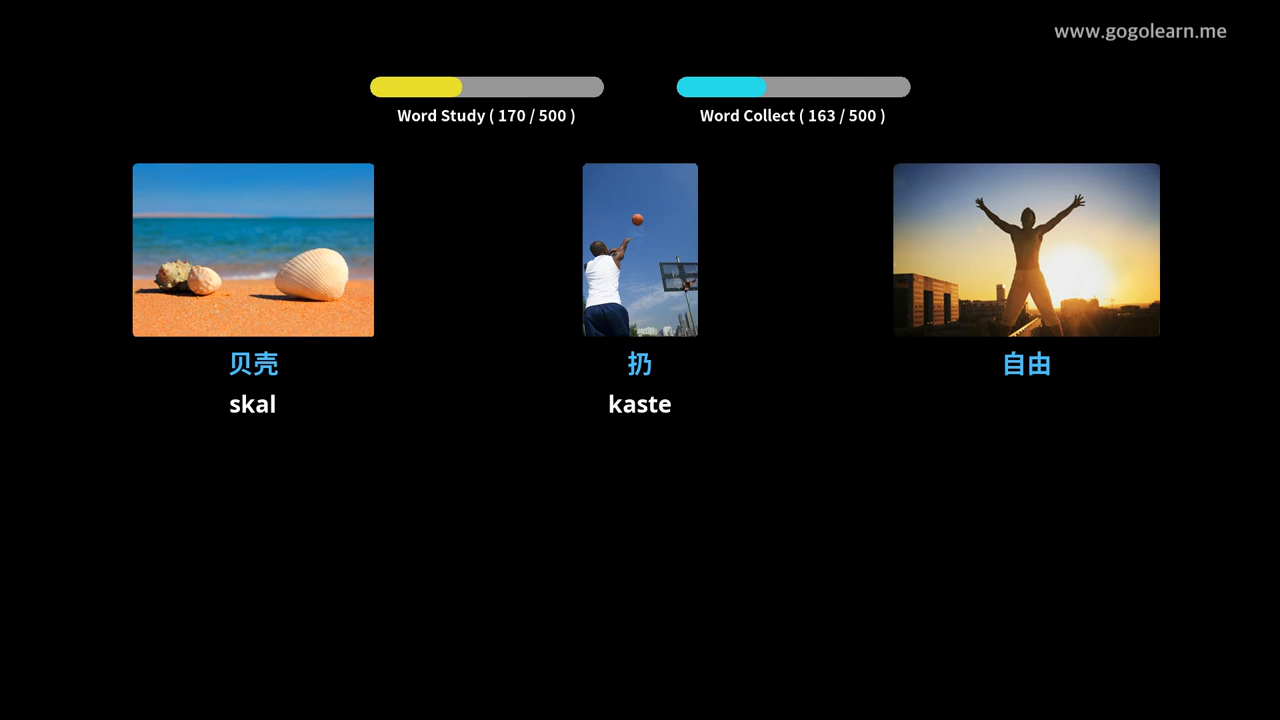 www.gogolearn.me
Word Study ( 170 / 500 )
Word Collect ( 163 / 500 )
贝壳
扔
自由
skal
kaste